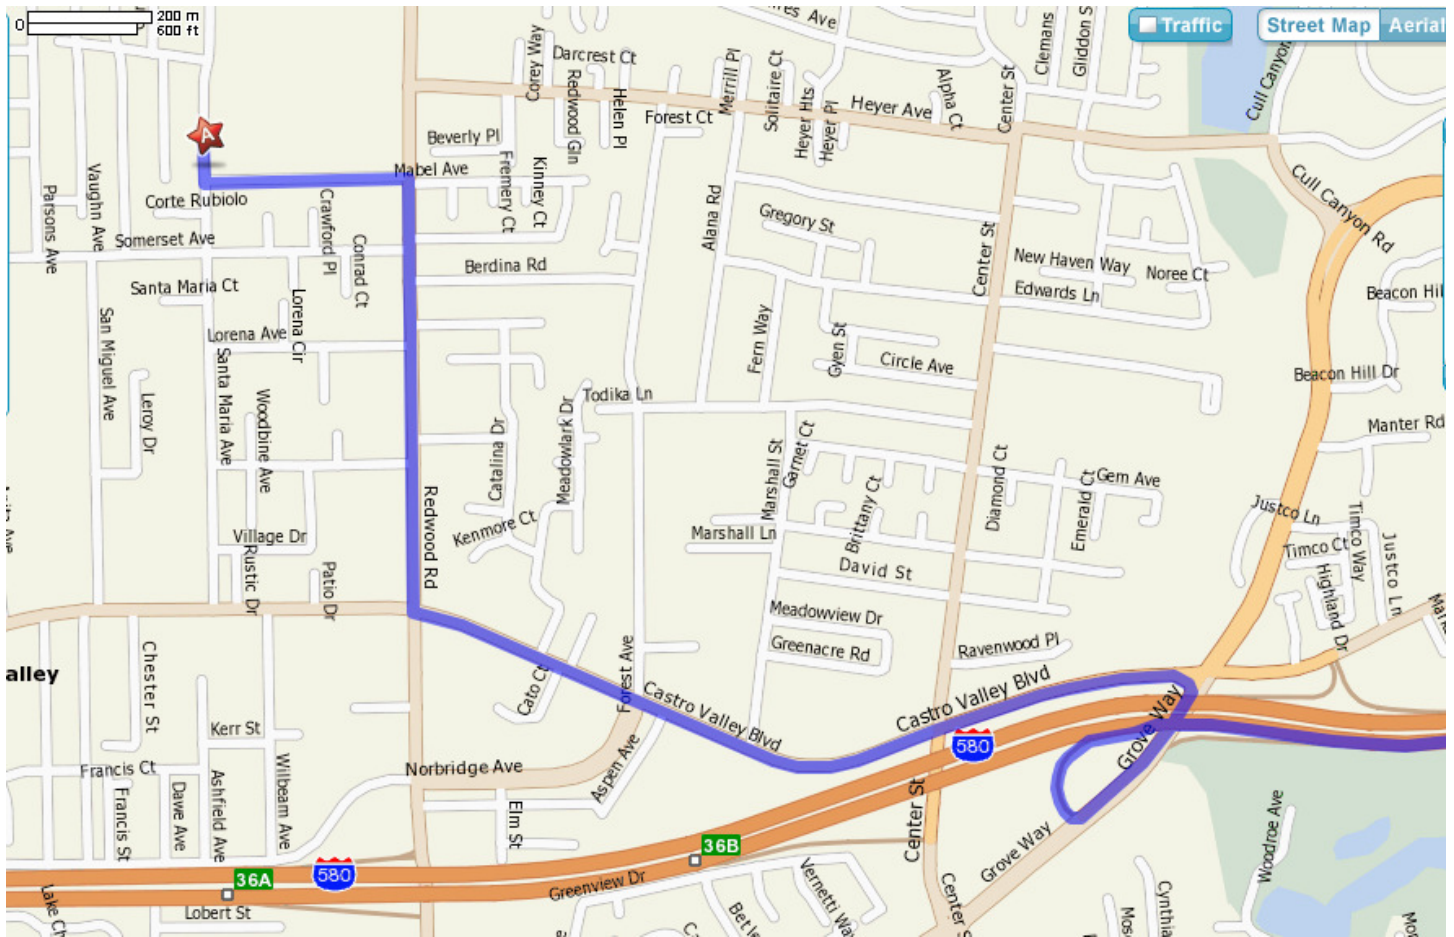 0
200 m
600 ft
Traffic
Street Map
Aerial
res Ave
Clemans
Gliddon S
Cull Canyon
Coray Way
Darcrest Ct
Redwood Gln
Helen Pl
Merrill Pl
Solitaire Ct
Heyer Hts
Heyer Pl
Heyer Ave
Alpha Ct
Center St
Forest Ct
A
Beverly Pl
Mabel Ave
Fremery Ct
Kinney Ct
Parsons Ave
Vaughn Ave
Corte Rubiolo
Crawford Pl
Conrad Ct
Somerset Ave
Alana Rd
Gregory St
Center St
Cull Canyon Rd
Berdina Rd
New Haven Way
Noree Ct
Edwards Ln
Beacon Hil
Santa Maria Ct
Lorena Cir
Lorena Ave
San Miguel Ave
Santa Maria Ave
Fern Way
Gyen St
Circle Ave
Beacon Hill Dr
Leroy Dr
Woodbine Ave
Todika Ln
Catalina Dr
Meadowlark Dr
Manter Rd
Marshall St
Garnet Ct
Diamond Ct
Gem Ave
Emerald Ct
Brittany Ct
Redwood Rd
Kenmore Ct
Marshall Ln
Justco Ln
Timco Way
Timco Ct
Justco Ln
Highland Dr
Village Dr
Rustic Dr
Patio Dr
David St
Meadowview Dr
Greenacre Rd
Ravenwood Pl
alley
Chester St
Cato Ct
Forest Ave
Castro Valley Blvd
Castro Valley Blvd
Grove Way
580
Kerr St
Francis Ct
Francis St
Dawe Ave
Ashfield Ave
Wilbeam Ave
Norbridge Ave
Aspen Ave
Elm St
Center St
Grove Way
Woodroe Ave
36B
36A
580
Greenview Dr
Vernetti Way
Center S
Lobert St
Lake Ch
Cynthia